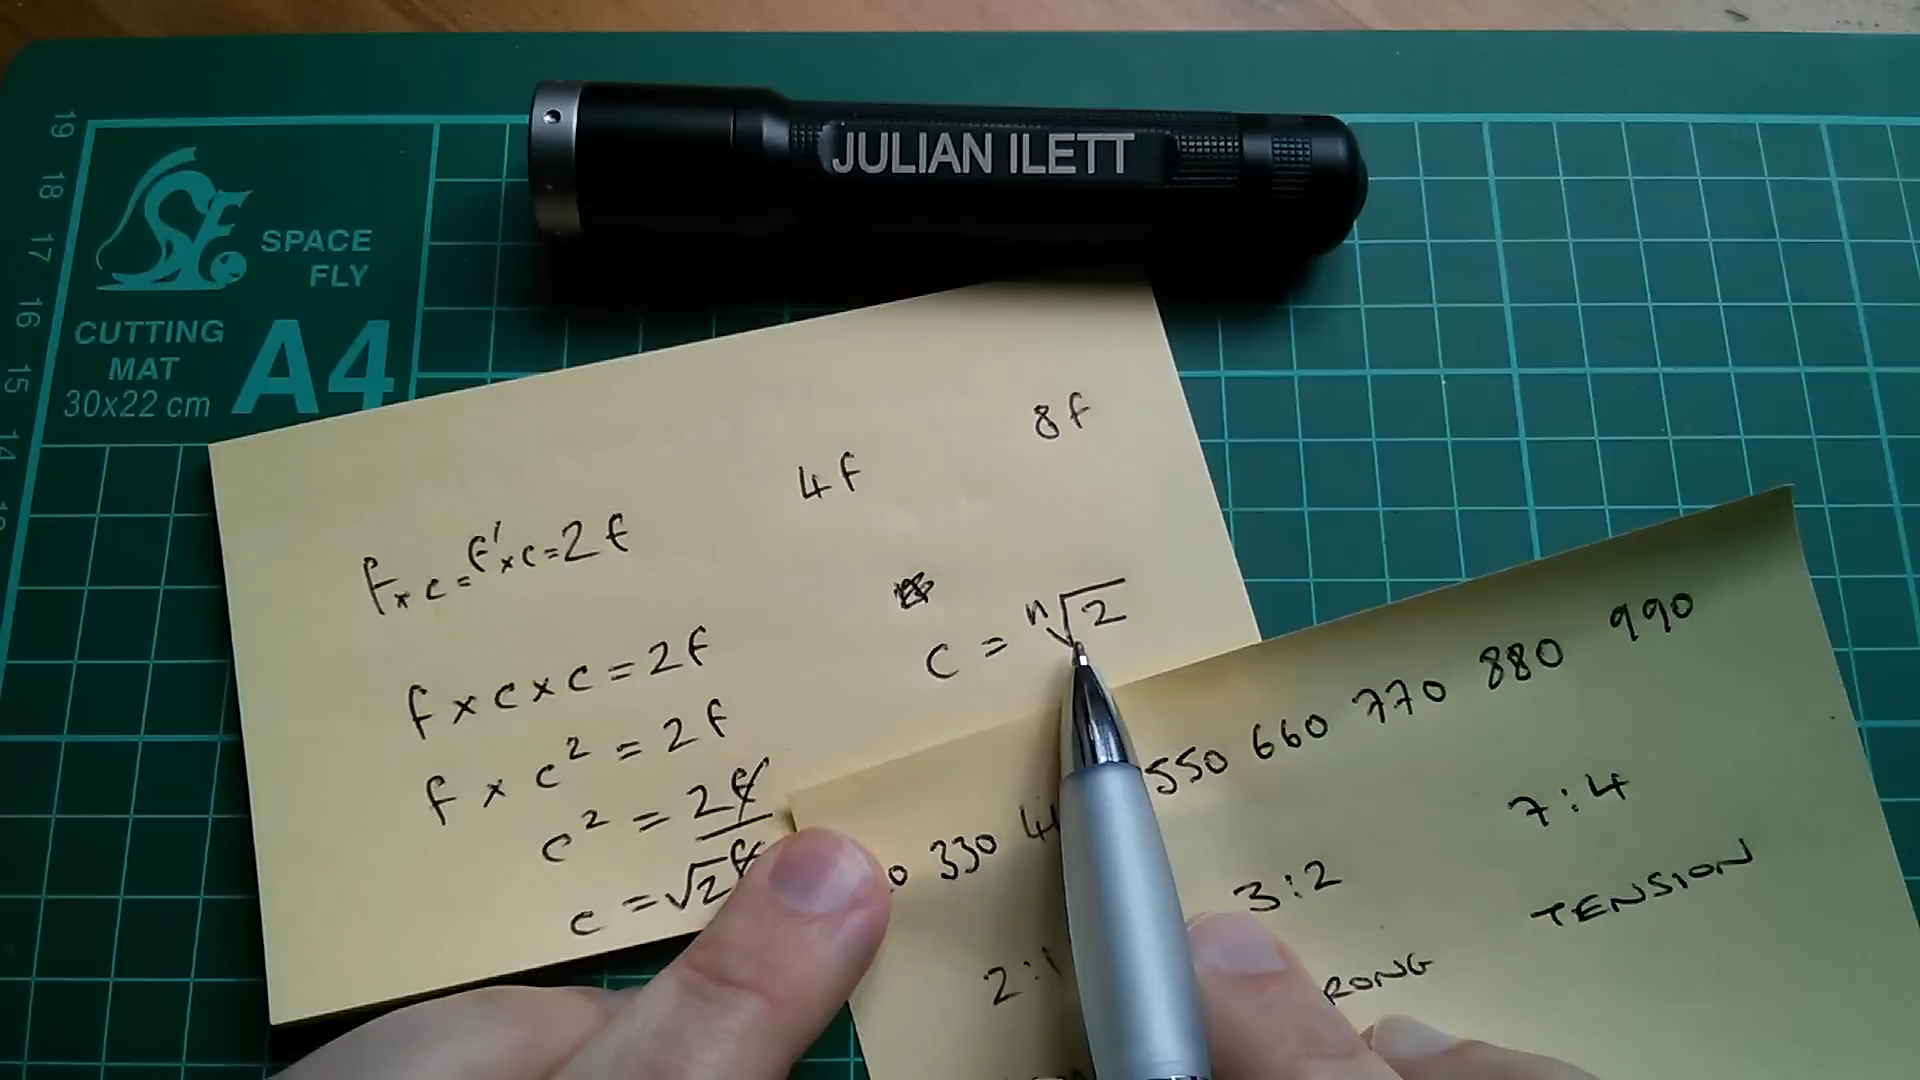 19
18
17
16
15
14
SPACE
FLY
CUTTING
MAT
30x22 cm
A4
JULIAN ILETT
8f
4f
f × c = f' × c = 2f
f × c × c = 2f
f × c² = 2f
c² = 2f/f
c = √2
c = ⁿ√2
330 550 660 770 880 990
2:1 3:2 7:4
TENSION